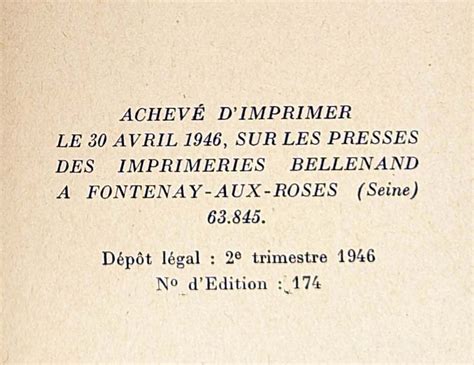 ACHEVÉ D'IMPRIMER
LE 30 AVRIL 1946, SUR LES PRESSES
DES IMPRIMERIES BELLENAND
A FONTENAY-AUX-ROSES (Seine)
63.845.
Dépôt légal : 2e trimestre 1946
No d'Edition : 174